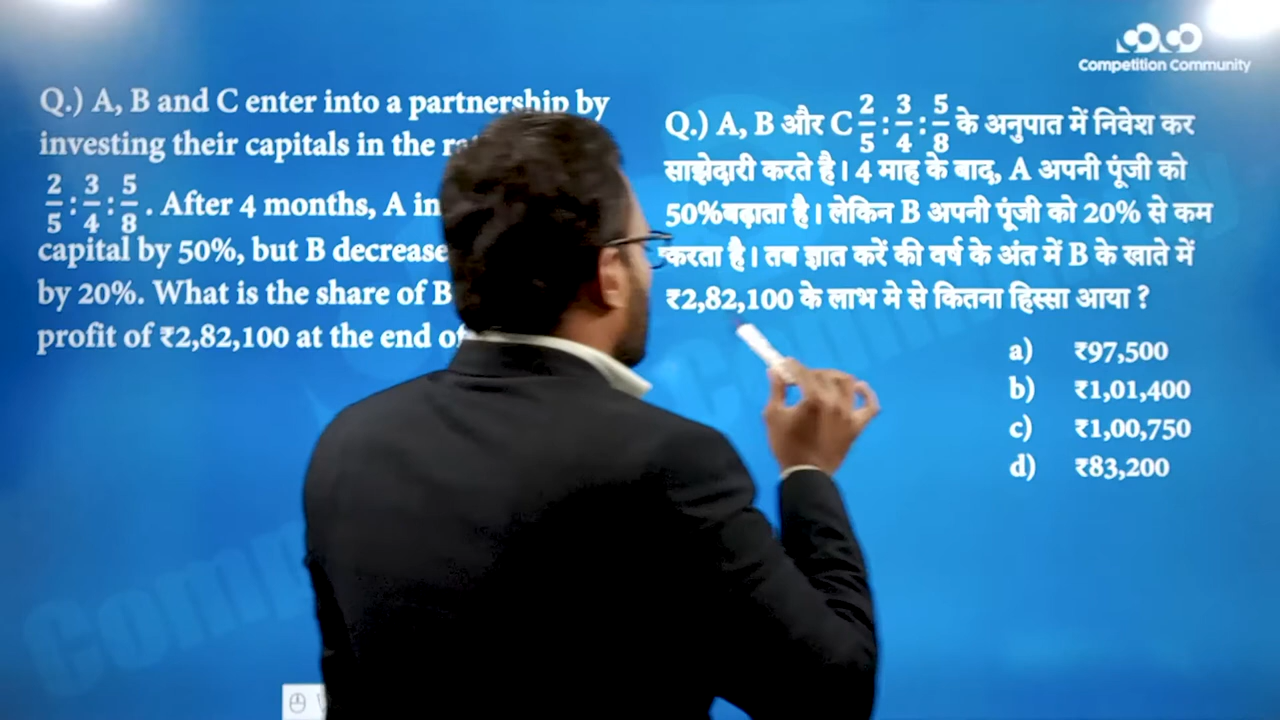 Competition Community
Q.) A, B and C enter into a partnership by
investing their capitals in the
2/5 : 3/4 : 5/8 . After 4 months, A
capital by 50%, but B
by 20%. What is the share of B
profit of ₹2,82,100 at the end
Q.) A, B और C 2/5 : 3/4 : 5/8 के अनुपात में निवेश कर
साझेदारी करते है। 4 माह के बाद, A अपनी पूंजी को
50%बढ़ाता है। लेकिन B अपनी पूंजी को 20% से कम
करता है। तब ज्ञात करें की वर्ष के अंत में B के खाते में
₹2,82,100 के लाभ मे से कितना हिस्सा आया ?
a) ₹97,500
b) ₹1,01,400
c) ₹1,00,750
d) ₹83,200